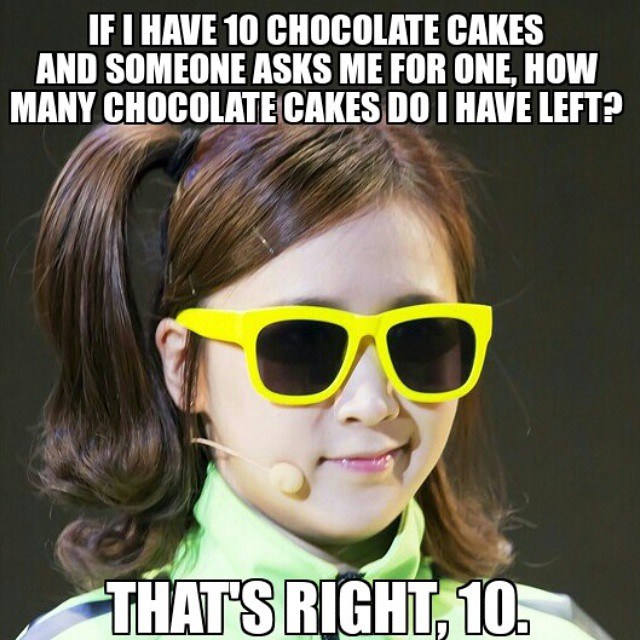 IF I HAVE 10 CHOCOLATE CAKES
AND SOMEONE ASKS ME FOR ONE, HOW
MANY CHOCOLATE CAKES DO I HAVE LEFT?
THAT'S RIGHT, 10.